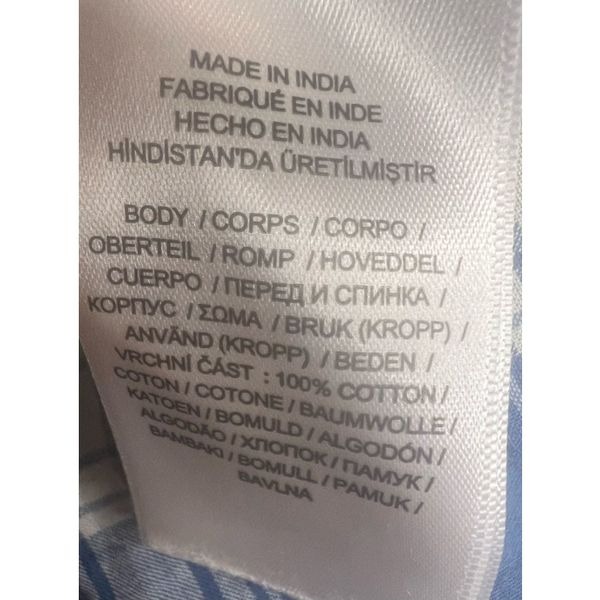 MADE IN INDIA
FABRIQUÉ EN INDE
HECHO EN INDIA
HİNDİSTAN'DA ÜRETİLMİŞTİR
BODY / CORPS / CORPO /
OBERTEIL / ROMP / HOVEDDEL /
CUERPO / ПЕРЕД И СПИНКА /
КОРПУС / ΣΩΜΑ / BRUK (KROPP) /
ANVÄND (KROPP) / BEDEN /
VRCHNÍ ČÁST : 100% COTTON /
COTON / COTONE / BAUMWOLLE /
KATOEN / BOMULD / ALGODÓN /
ALGODÃO / ХЛОПОК / ПАМУК /
BAMBAKI / BOMULL / PAMUK /
BAVLNA